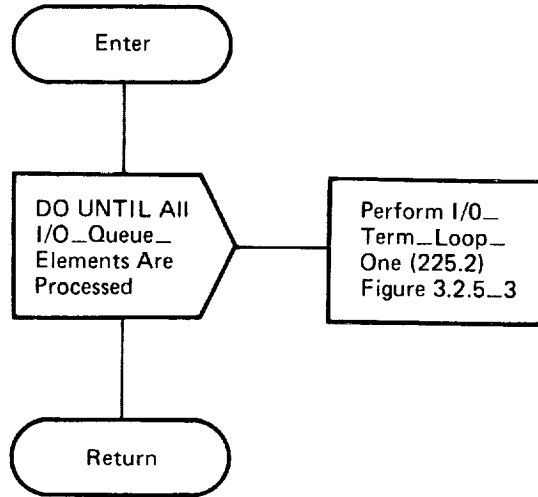 Enter
DO UNTIL All
I/O_Queue_
Elements Are
Processed
Perform I/O_
Term_Loop_
One (225.2)
Figure 3.2.5_3
Return